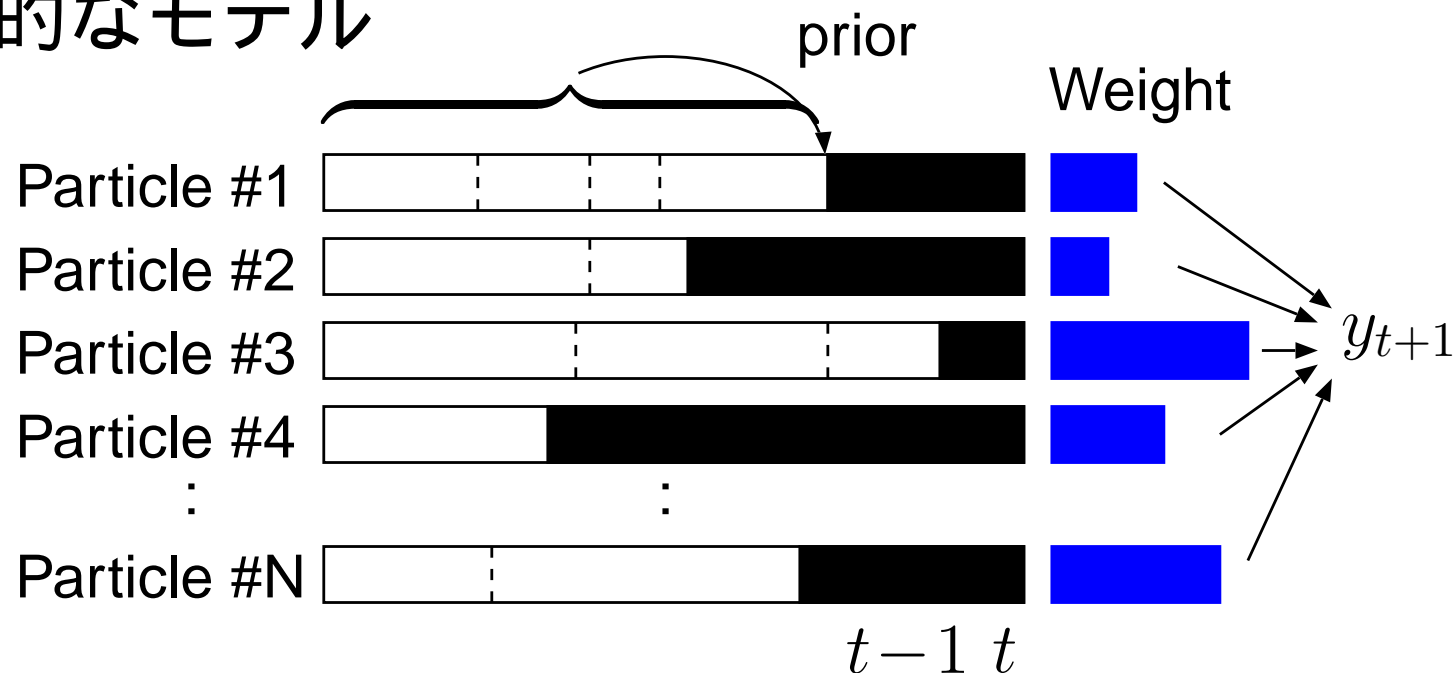 的なモデル
prior
Weight
Particle #1
Particle #2
Particle #3
Particle #4
:
:
Particle #N
y_{t+1}
t−1 t